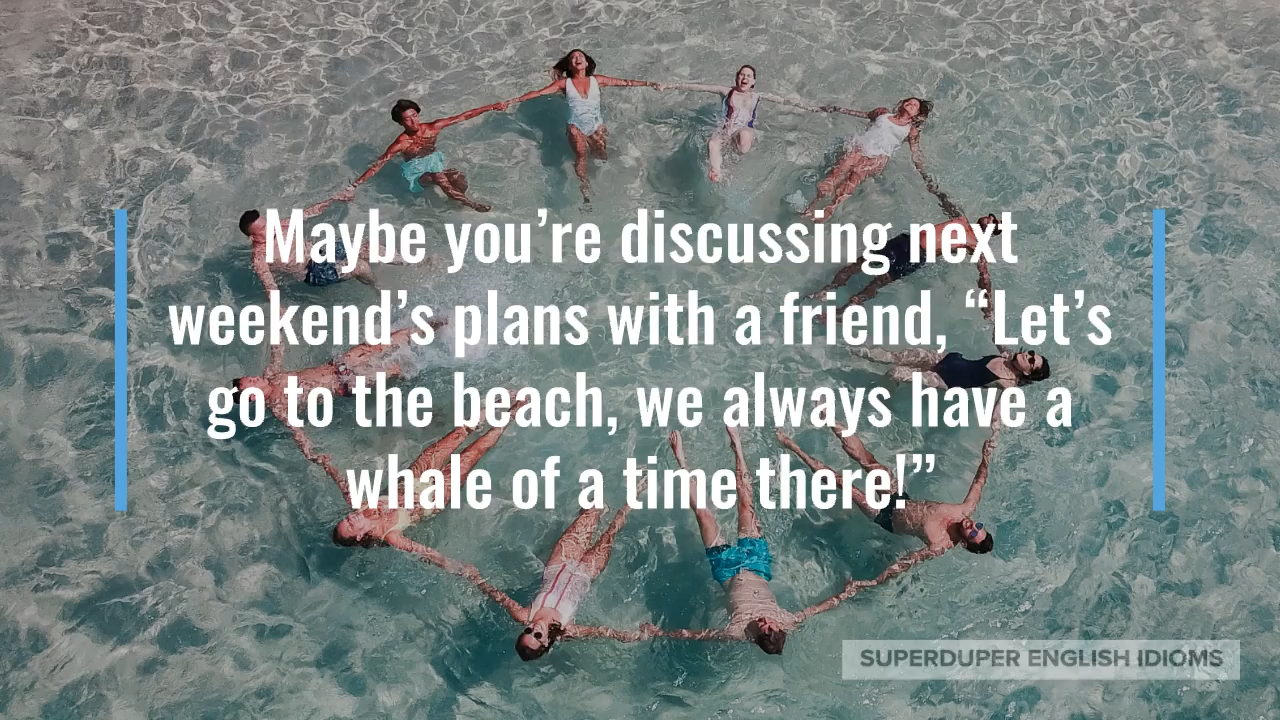 Maybe you’re discussing next
weekend’s plans with a friend, “Let’s
go to the beach, we always have a
whale of a time there!”
SUPERDUPER ENGLISH IDIOMS